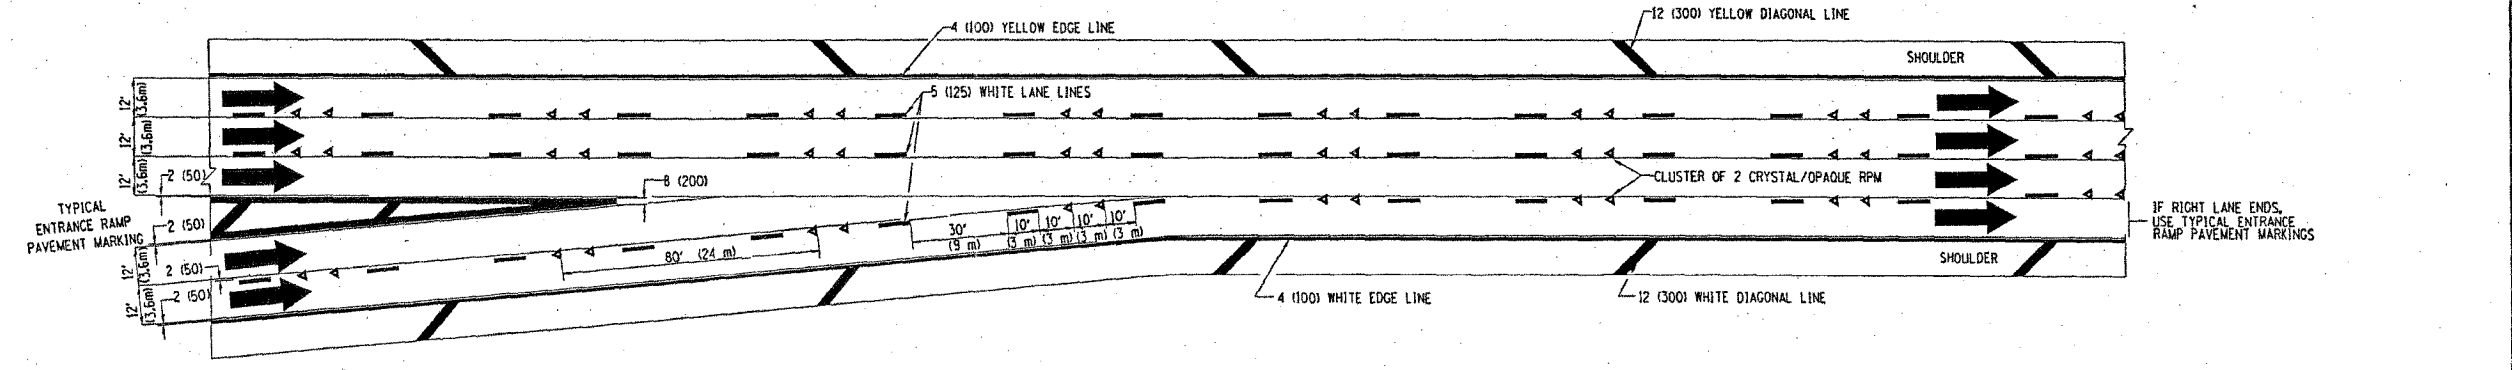 12 (300) YELLOW DIAGONAL LINE
4 (100) YELLOW EDGE LINE
SHOULDER
12'
(3.6m)
5 (125) WHITE LANE LINES
12'
(3.6m)
12'
(3.6m)
2 (50)
8 (200)
CLUSTER OF 2 CRYSTAL/OPAQUE RPM
TYPICAL
ENTRANCE RAMP
PAVEMENT MARKING
2 (50)
IF RIGHT LANE ENDS,
USE TYPICAL ENTRANCE
RAMP PAVEMENT MARKINGS
30'
(9 m)
10' 10' 10' 10'
(3 m) (3 m) (3 m) (3 m)
80' (24 m)
12'
(3.6m)
2 (50)
SHOULDER
12'
(3.6m)
2 (50)
4 (100) WHITE EDGE LINE
12 (300) WHITE DIAGONAL LINE